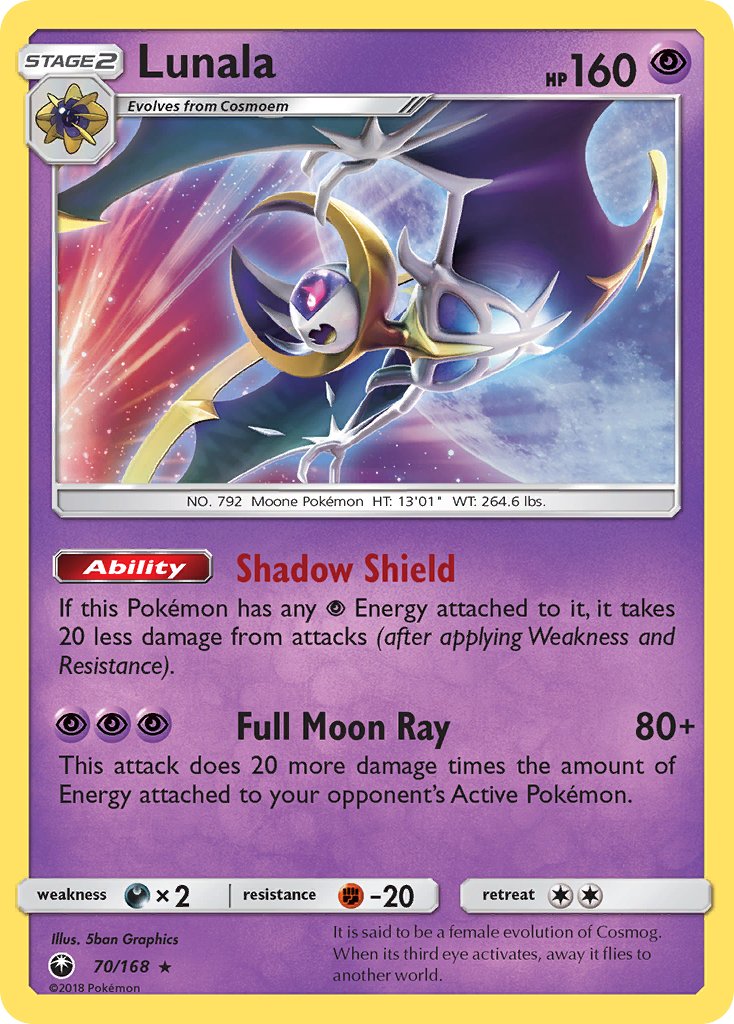 STAGE2
Lunala
HP 160
Evolves from Cosmoem
NO. 792 Moone Pokémon HT: 13'01" WT: 264.6 lbs.
Ability Shadow Shield
If this Pokémon has any Energy attached to it, it takes
20 less damage from attacks (after applying Weakness and
Resistance).
Full Moon Ray 80+
This attack does 20 more damage times the amount of
Energy attached to your opponent's Active Pokémon.
weakness ×2 resistance -20 retreat
Illus. 5ban Graphics
70/168 ★
©2018 Pokémon
It is said to be a female evolution of Cosmog.
When its third eye activates, away it flies to
another world.